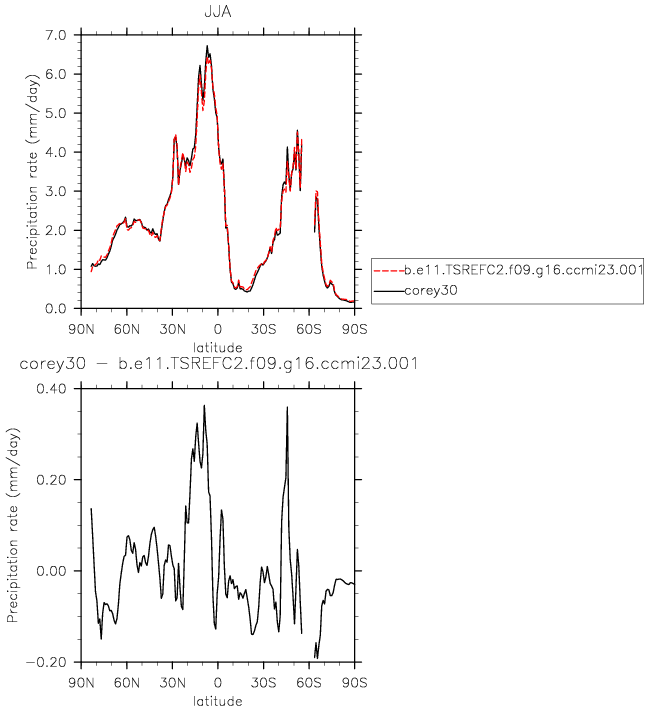 JJA
Precipitation rate (mm/day)
7.0
6.0
5.0
4.0
3.0
2.0
1.0
0.0
90N 60N 30N 0 30S 60S 90S
latitude
b.e11.TSREFC2.f09.g16.ccmi23.001
corey30
corey30 − b.e11.TSREFC2.f09.g16.ccmi23.001
Precipitation rate (mm/day)
0.40
0.20
0.00
−0.20
90N 60N 30N 0 30S 60S 90S
latitude